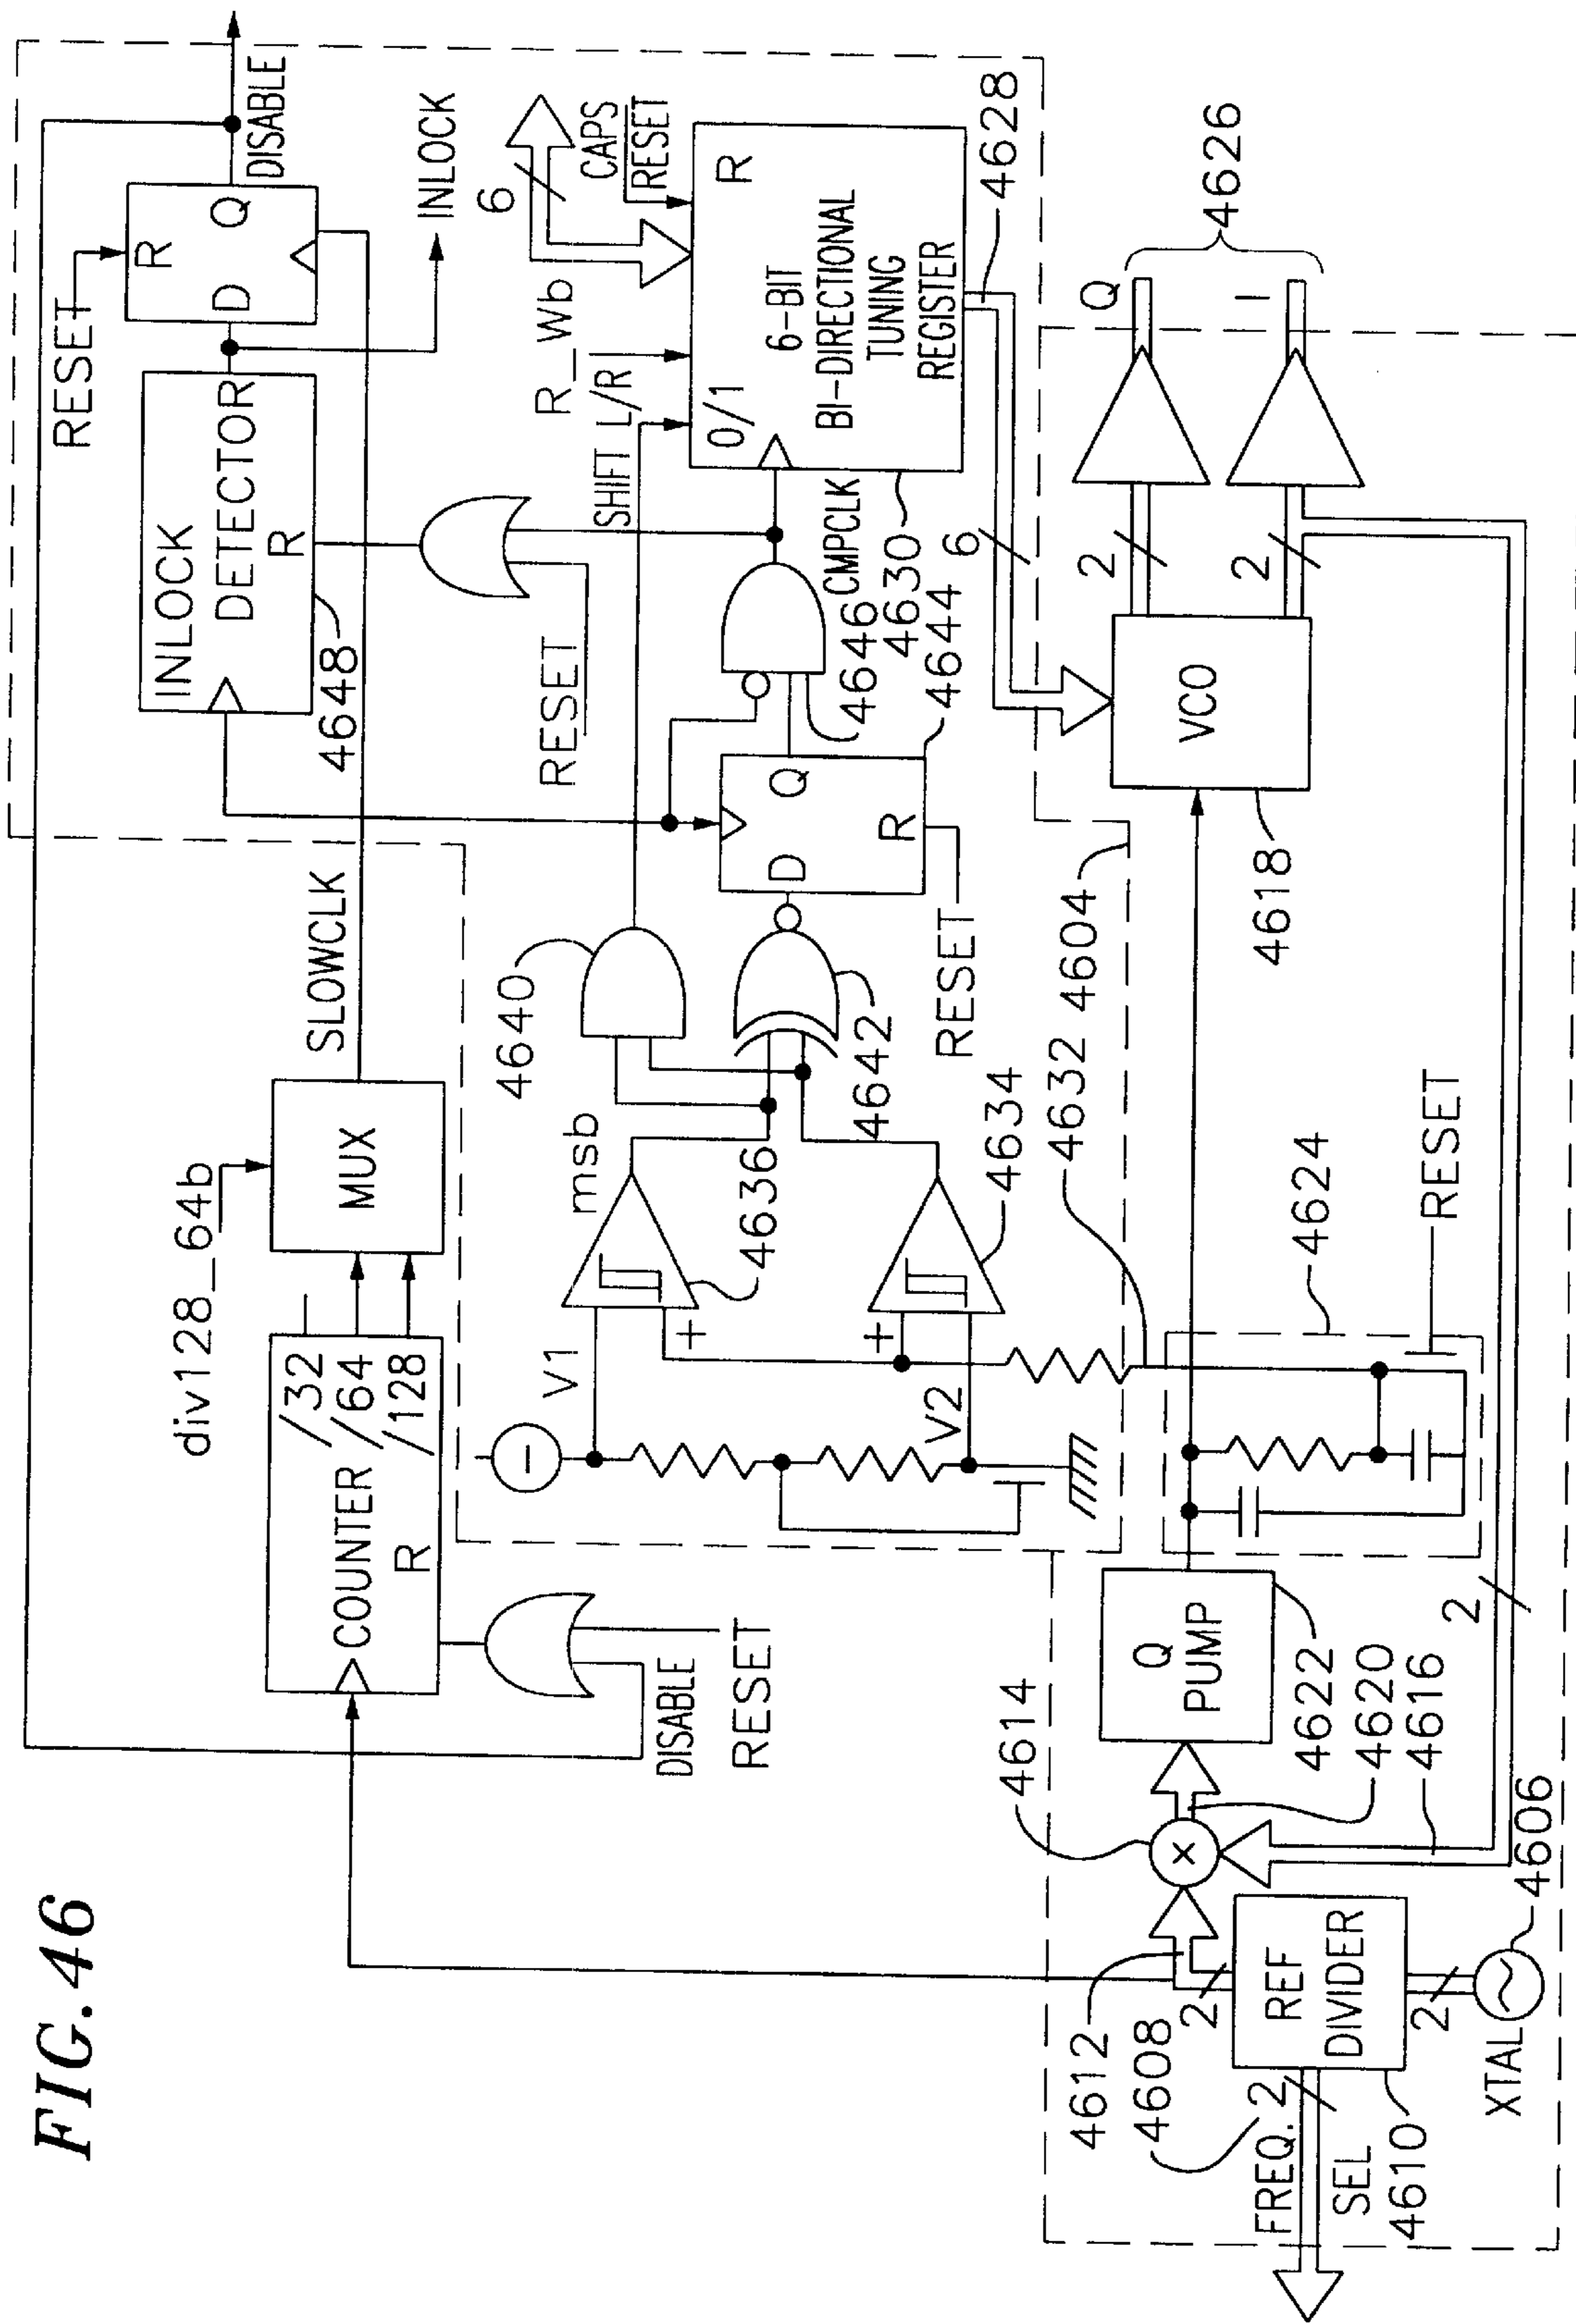 FIG.46
RESET
R
D
Q
DISABLE
INLOCK
INLOCK
DETECTOR
R
4648
SLOWCLK
div128_64b
MUX
COUNTER
/32
/64
/128
R
DISABLE
RESET
RESET
6
CAPS
RESET
R_Wb
SHIFT L/R
0/1
R
6-BIT
BI-DIRECTIONAL
TUNING
REGISTER
CMPCLK
4630
4646
4644
6
4628
D
Q
R
RESET
4640
4642
msb
4636
4634
V1
+
+
V2
4632
4604
4626
Q
I
2
2
VCO
4618
4624
RESET
Q
PUMP
4622
4620
4616
2
4614
x
4612
4608
2
REF
DIVIDER
2
FREQ.
SEL
2
4610
XTAL
4606